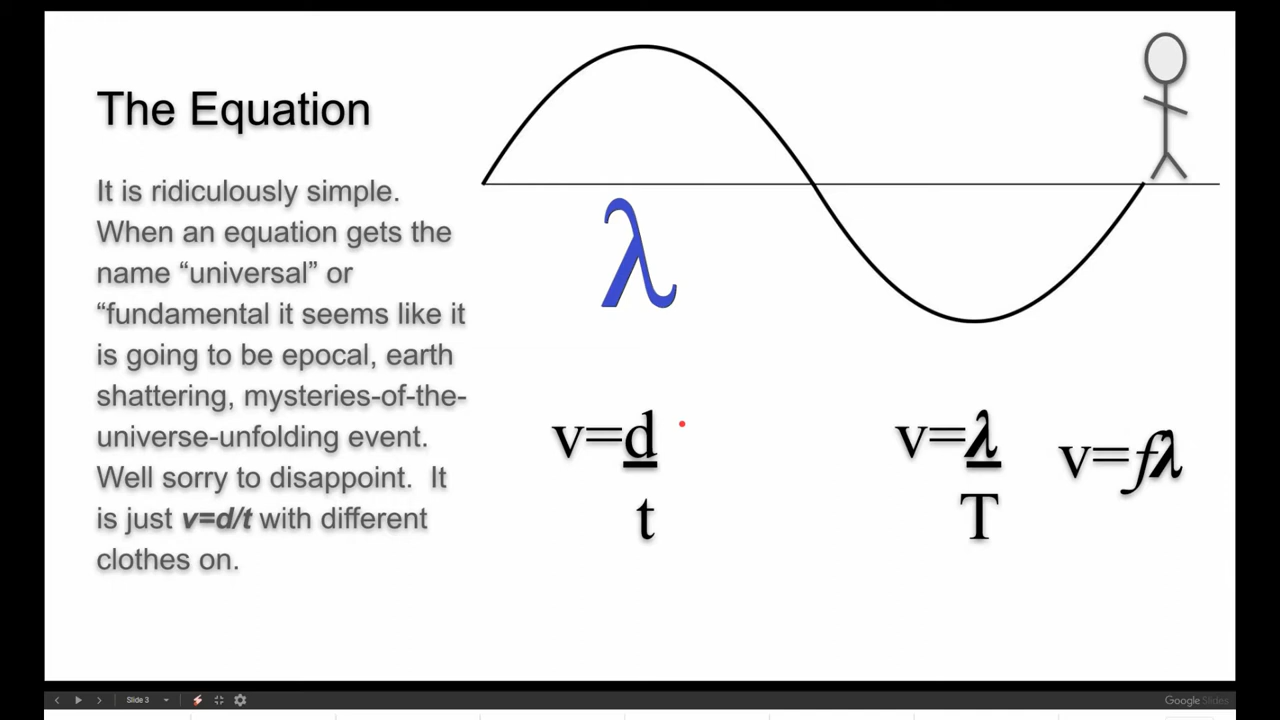 The Equation
It is ridiculously simple.
When an equation gets the
name “universal” or
“fundamental it seems like it
is going to be epocal, earth
shattering, mysteries-of-the-
universe-unfolding event.
Well sorry to disappoint. It
is just v=d/t with different
clothes on.
λ
v=d
t
v=λ
T
v=fλ
Slide 3
Google Slides